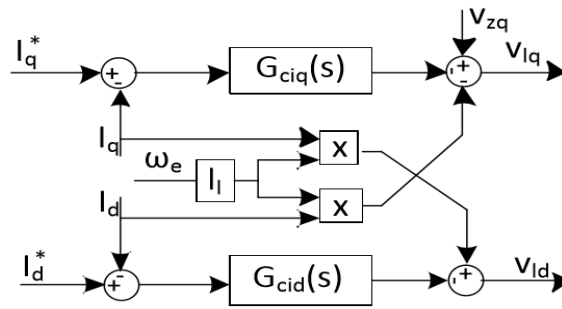 I_q^* + - G_ciq(s) v_zq - + - v_lq
I_q X
ω_e l_l
I_d X
I_d^* + - G_cid(s) + + v_ld